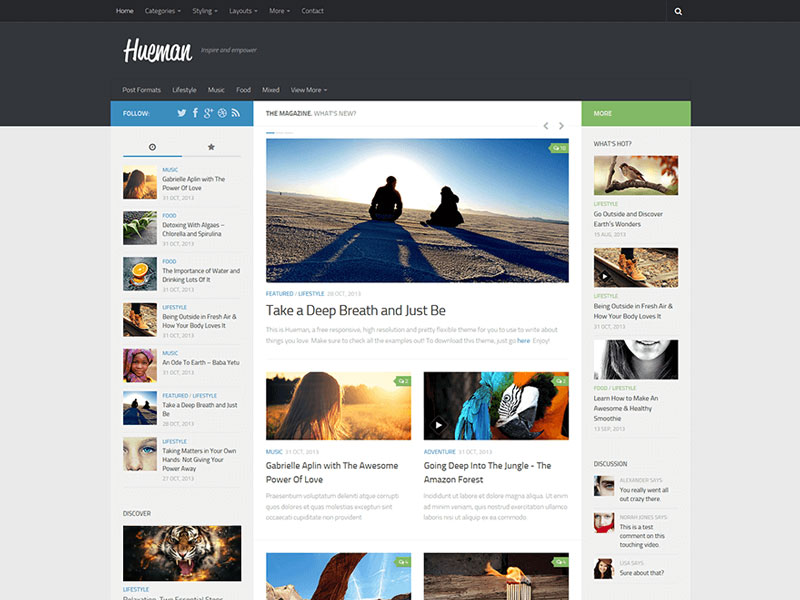 Home Categories Styling Layouts More Contact
Hueman Inspire and empower
Post Formats Lifestyle Music Food Mixed View More
FOLLOW:
MUSIC
Gabrielle Aplin with The
Power Of Love
31 OCT, 2013
FOOD
Detoxing With Algaes –
Chlorella and Spirulina
31 OCT, 2013
FOOD
The Importance of Water and
Drinking Lots Of It
31 OCT, 2013
LIFESTYLE
Being Outside in Fresh Air &
How Your Body Loves It
31 OCT, 2013
MUSIC
An Ode To Earth – Baba Yetu
31 OCT, 2013
FEATURED / LIFESTYLE
Take a Deep Breath and Just
Be
28 OCT, 2013
LIFESTYLE
Taking Matters in Your Own
Hands: Not Giving Your
Power Away
27 OCT, 2013
DISCOVER
LIFESTYLE
Relaxation: Two Essential Steps
THE MAGAZINE. WHAT'S NEW?
10
FEATURED / LIFESTYLE 28 OCT, 2013
Take a Deep Breath and Just Be
This is Hueman, a free responsive, high resolution and pretty flexible theme for you to use to write about
things you love. Make sure to check all the examples out! To download this theme, just go here. Enjoy!
2
MUSIC 31 OCT, 2013
Gabrielle Aplin with The Awesome
Power Of Love
Praesentium voluptatum deleniti atque corrupti
quos dolores et quas molestias excepturi sint
occaecati cupiditate non provident
2
ADVENTURE 31 OCT, 2013
Going Deep Into The Jungle - The
Amazon Forest
Incididunt ut labore et dolore magna aliqua. Ut enim
ad minim veniam, quis nostrud exercitation ullamco
laboris nisi ut aliquip ex ea commodo
4
4
MORE
WHAT'S HOT?
LIFESTYLE
Go Outside and Discover
Earth's Wonders
15 AUG, 2013
LIFESTYLE
Being Outside in Fresh Air &
How Your Body Loves It
31 OCT, 2013
FOOD / LIFESTYLE
Learn How to Make An
Awesome & Healthy
Smoothie
13 SEP, 2013
DISCUSSION
ALEXANDER SAYS
You really went all
out crazy there
NORAH JONES SAYS
This is a test
comment on this
touching video
LISA SAYS
Sure about that?